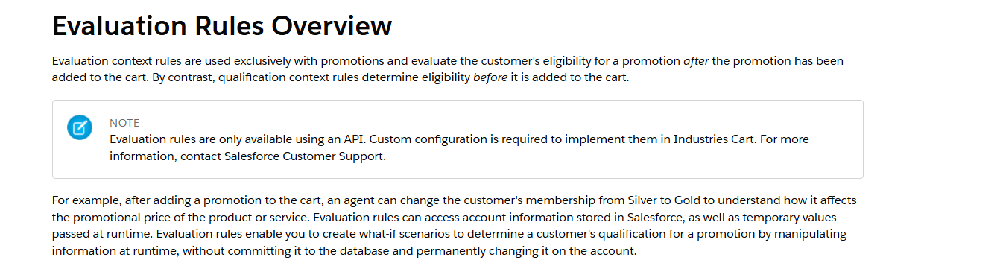 Evaluation Rules Overview
Evaluation context rules are used exclusively with promotions and evaluate the customer's eligibility for a promotion after the promotion has been
added to the cart. By contrast, qualification context rules determine eligibility before it is added to the cart.
NOTE
Evaluation rules are only available using an API. Custom configuration is required to implement them in Industries Cart. For more
information, contact Salesforce Customer Support.
For example, after adding a promotion to the cart, an agent can change the customer's membership from Silver to Gold to understand how it affects
the promotional price of the product or service. Evaluation rules can access account information stored in Salesforce, as well as temporary values
passed at runtime. Evaluation rules enable you to create what-if scenarios to determine a customer's qualification for a promotion by manipulating
information at runtime, without committing it to the database and permanently changing it on the account.